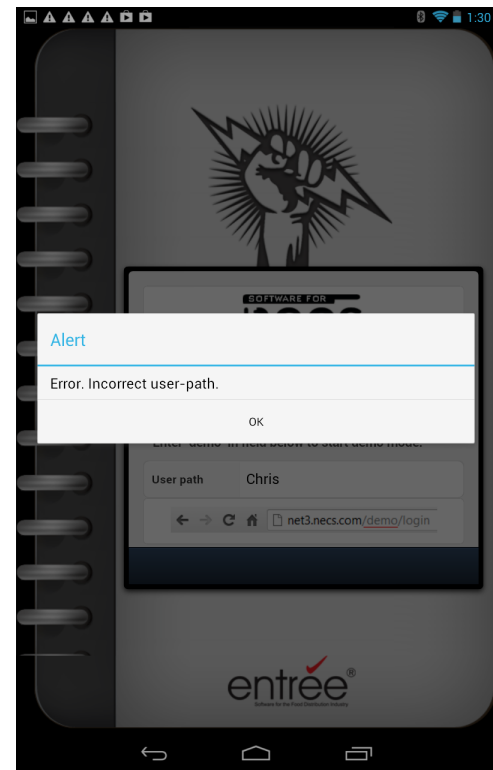 1:30
SOFTWARE FOR
Alert
Error. Incorrect user-path.
OK
Enter 'demo' in field below to start demo mode.
User path Chris
net3.necs.com/demo/login
entrée®
Software for the Food Distribution Industry